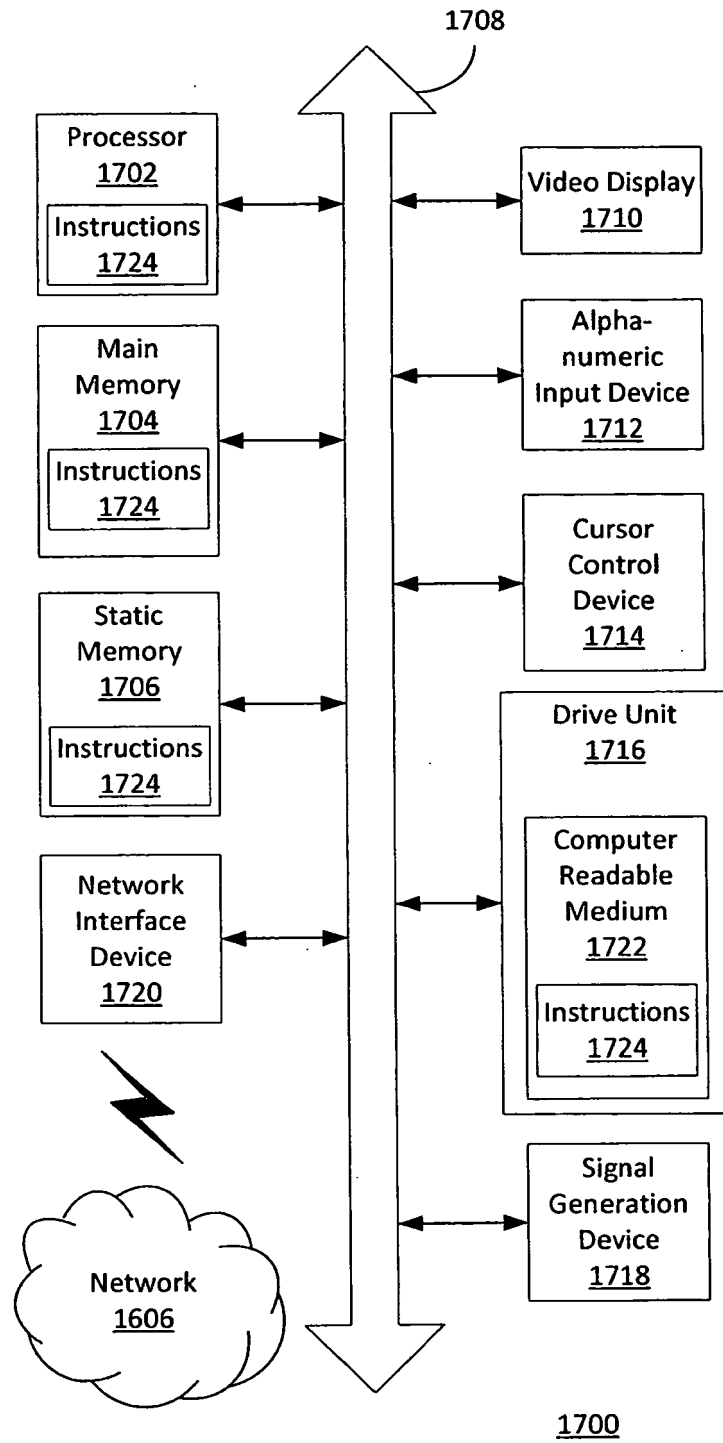 1708
Processor
1702
Instructions
1724
Main
Memory
1704
Instructions
1724
Static
Memory
1706
Instructions
1724
Network
Interface
Device
1720
Network
1606
Video Display
1710
Alpha-
numeric
Input Device
1712
Cursor
Control
Device
1714
Drive Unit
1716
Computer
Readable
Medium
1722
Instructions
1724
Signal
Generation
Device
1718
1700